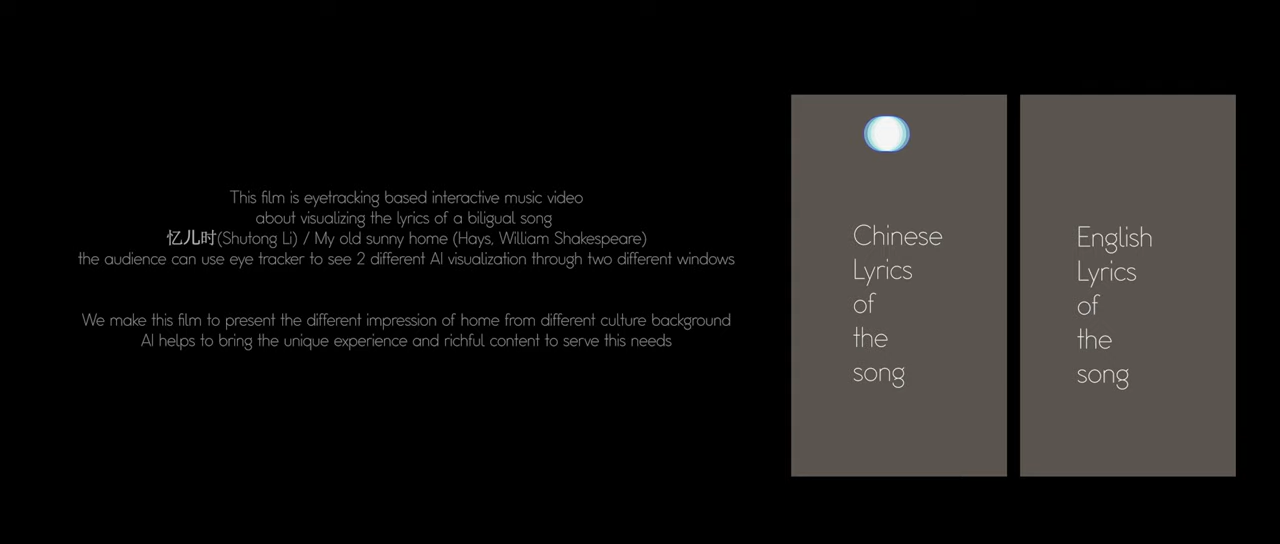 This film is eyetracking based interactive music video
about visualizing the lyrics of a biligual song
忆儿时(Shutong Li) / My old sunny home (Hays, William Shakespeare)
the audience can use eye tracker to see 2 different AI visualization through two different windows
We make this film to present the different impression of home from different culture background
AI helps to bring the unique experience and richful content to serve this needs
Chinese
Lyrics
of
the
song
English
Lyrics
of
the
song